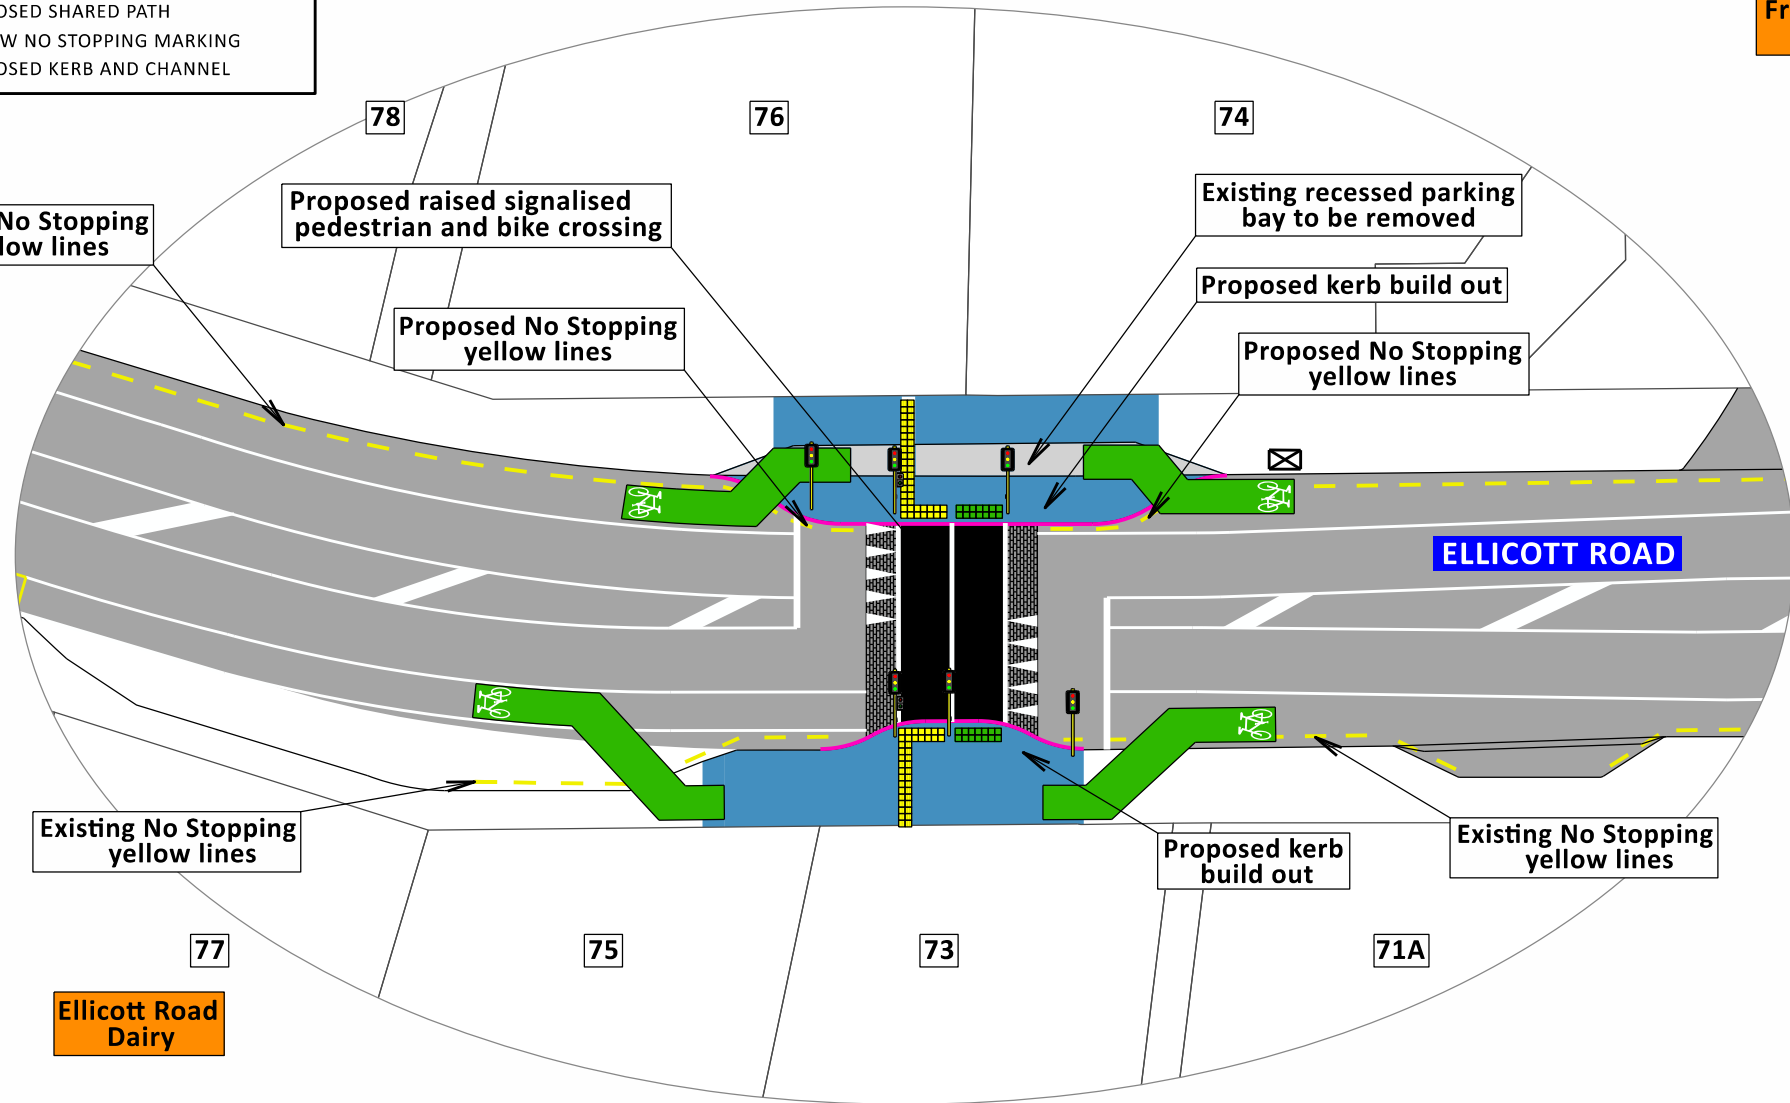 SHARED PATH
NO STOPPING MARKING
KERB AND CHANNEL
78
76
74
No Stopping
lines
Proposed raised signalised
pedestrian and bike crossing
Existing recessed parking
bay to be removed
Proposed kerb build out
Proposed No Stopping
yellow lines
Proposed No Stopping
yellow lines
ELLICOTT ROAD
Existing No Stopping
yellow lines
Proposed kerb
build out
Existing No Stopping
yellow lines
77
75
73
71A
Ellicott Road
Dairy